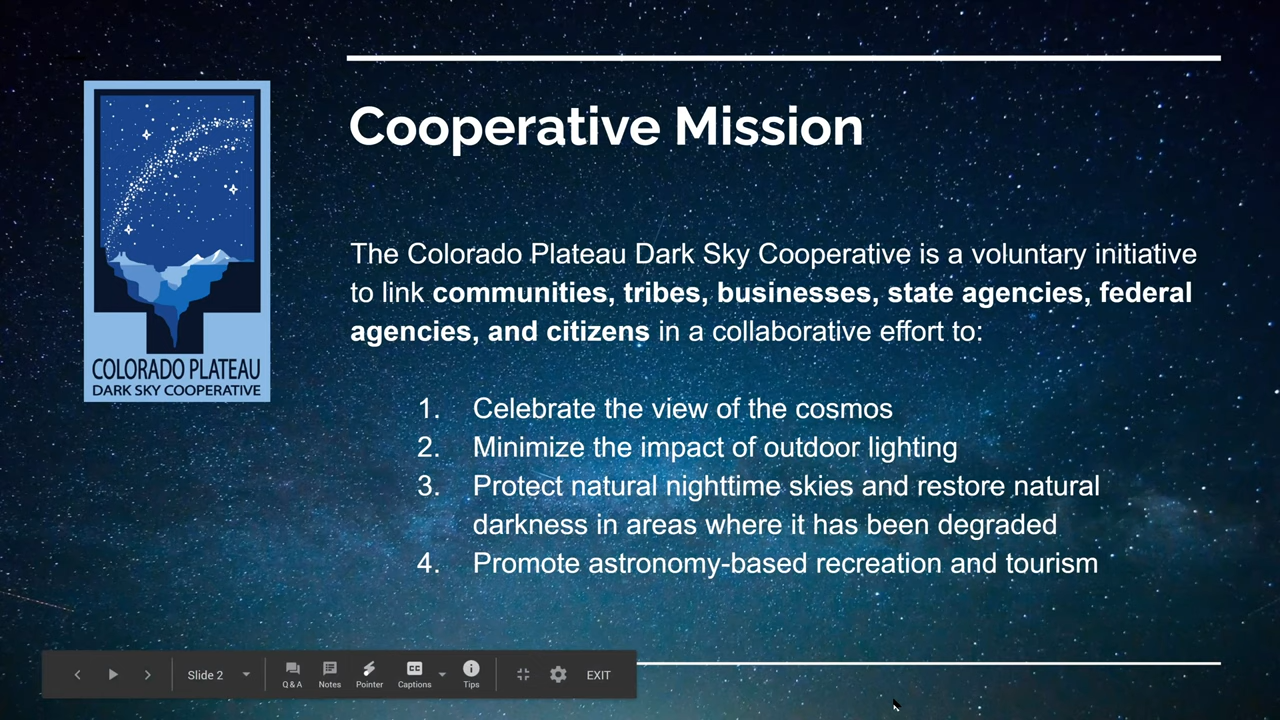 Cooperative Mission
The Colorado Plateau Dark Sky Cooperative is a voluntary initiative
to link communities, tribes, businesses, state agencies, federal
agencies, and citizens in a collaborative effort to:
1. Celebrate the view of the cosmos
2. Minimize the impact of outdoor lighting
3. Protect natural nighttime skies and restore natural
darkness in areas where it has been degraded
4. Promote astronomy-based recreation and tourism
COLORADO PLATEAU
DARK SKY COOPERATIVE
Slide 2
Q & A
Notes
Pointer
CC
Captions
Tips
EXIT